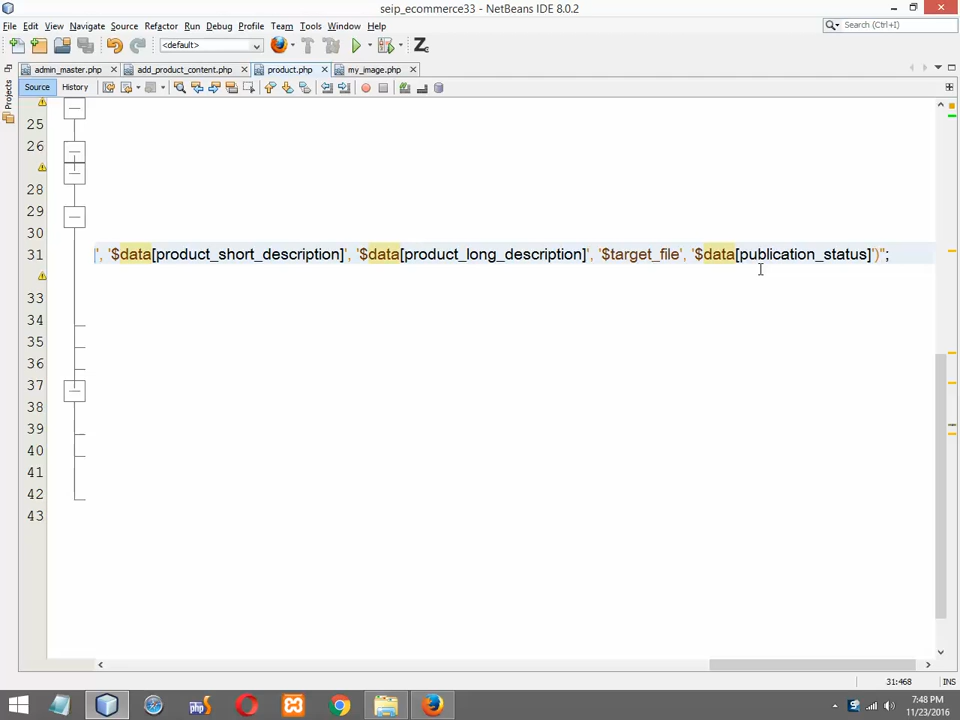 seip_ecommerce33 - NetBeans IDE 8.0.2
File Edit View Navigate Source Refactor Run Debug Profile Team Tools Window Help
Search (Ctrl+I)
<default>
admin_master.php add_product_content.php product.php my_image.php
Source History
Projects
25
26
28
29
30
31 ', '$data[product_short_description]', '$data[product_long_description]', '$target_file', '$data[publication_status]')";
33
34
35
36
37
38
39
40
41
42
43
31:468 INS
php
7:48 PM
11/23/2016